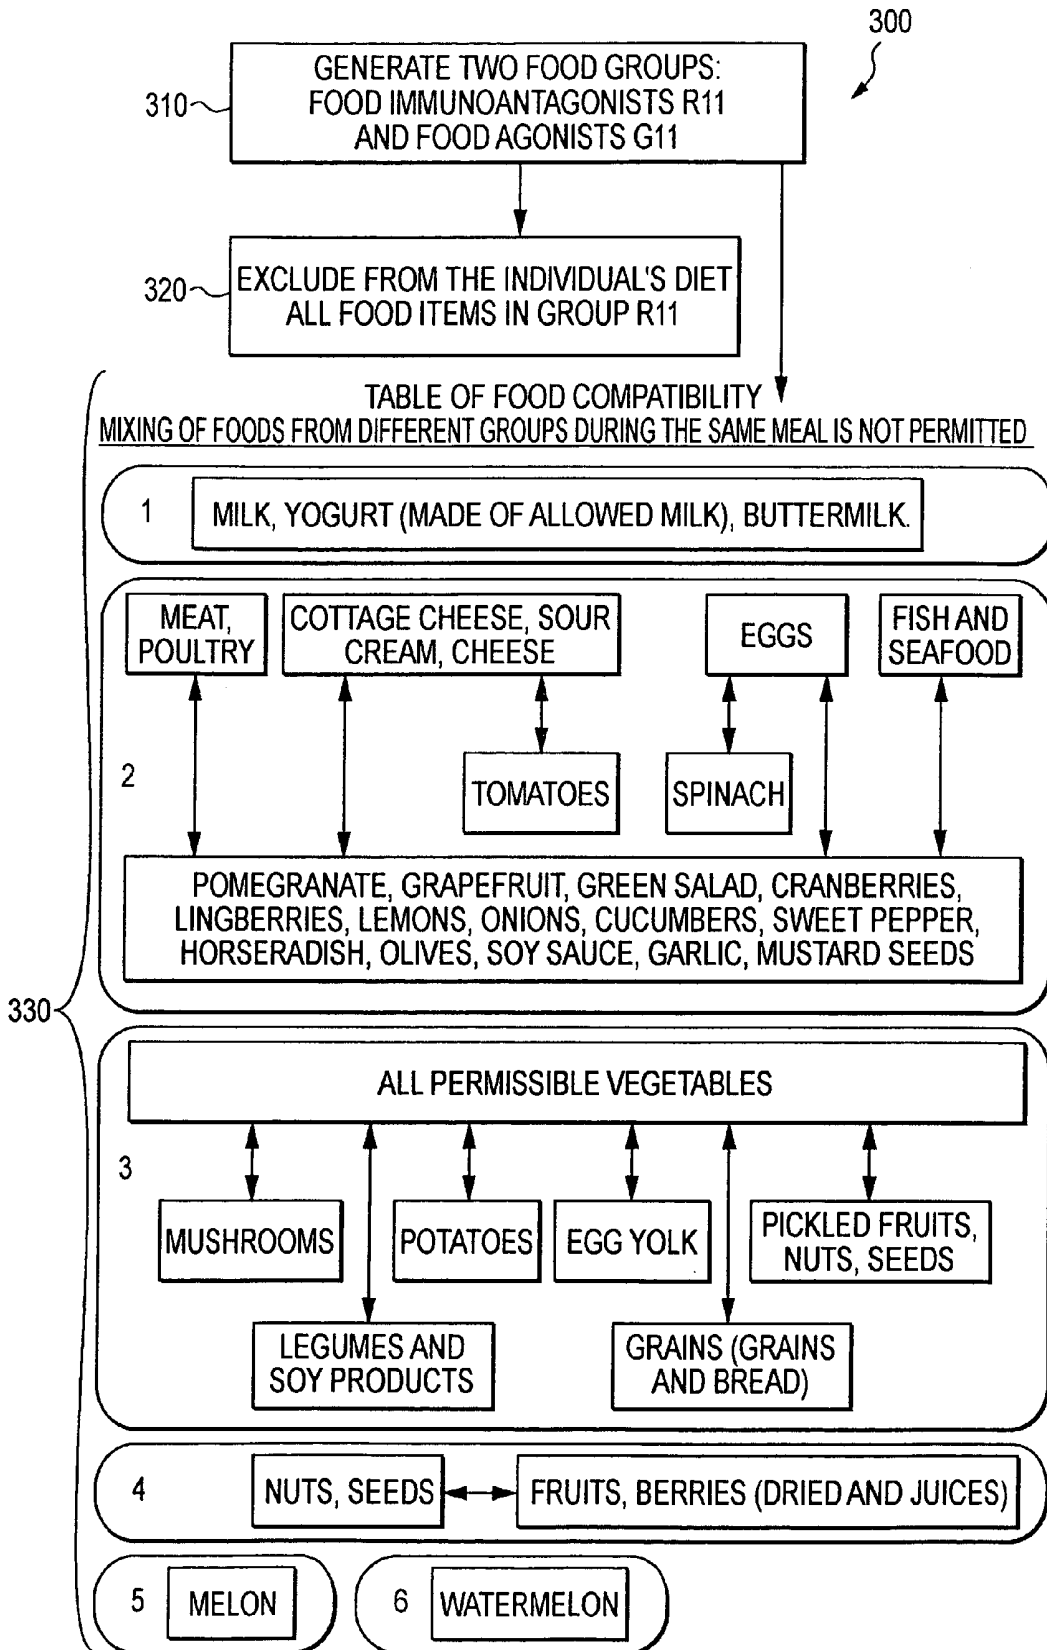 300
GENERATE TWO FOOD GROUPS:
FOOD IMMUNOANTAGONISTS R11
AND FOOD AGONISTS G11
310
EXCLUDE FROM THE INDIVIDUAL'S DIET
ALL FOOD ITEMS IN GROUP R11
320
TABLE OF FOOD COMPATIBILITY
MIXING OF FOODS FROM DIFFERENT GROUPS DURING THE SAME MEAL IS NOT PERMITTED
330
1
MILK, YOGURT (MADE OF ALLOWED MILK), BUTTERMILK.
2
MEAT,
POULTRY
COTTAGE CHEESE, SOUR
CREAM, CHEESE
EGGS
FISH AND
SEAFOOD
TOMATOES
SPINACH
POMEGRANATE, GRAPEFRUIT, GREEN SALAD, CRANBERRIES,
LINGBERRIES, LEMONS, ONIONS, CUCUMBERS, SWEET PEPPER,
HORSERADISH, OLIVES, SOY SAUCE, GARLIC, MUSTARD SEEDS
3
ALL PERMISSIBLE VEGETABLES
MUSHROOMS
POTATOES
EGG YOLK
PICKLED FRUITS,
NUTS, SEEDS
LEGUMES AND
SOY PRODUCTS
GRAINS (GRAINS
AND BREAD)
4
NUTS, SEEDS
FRUITS, BERRIES (DRIED AND JUICES)
5
MELON
6
WATERMELON